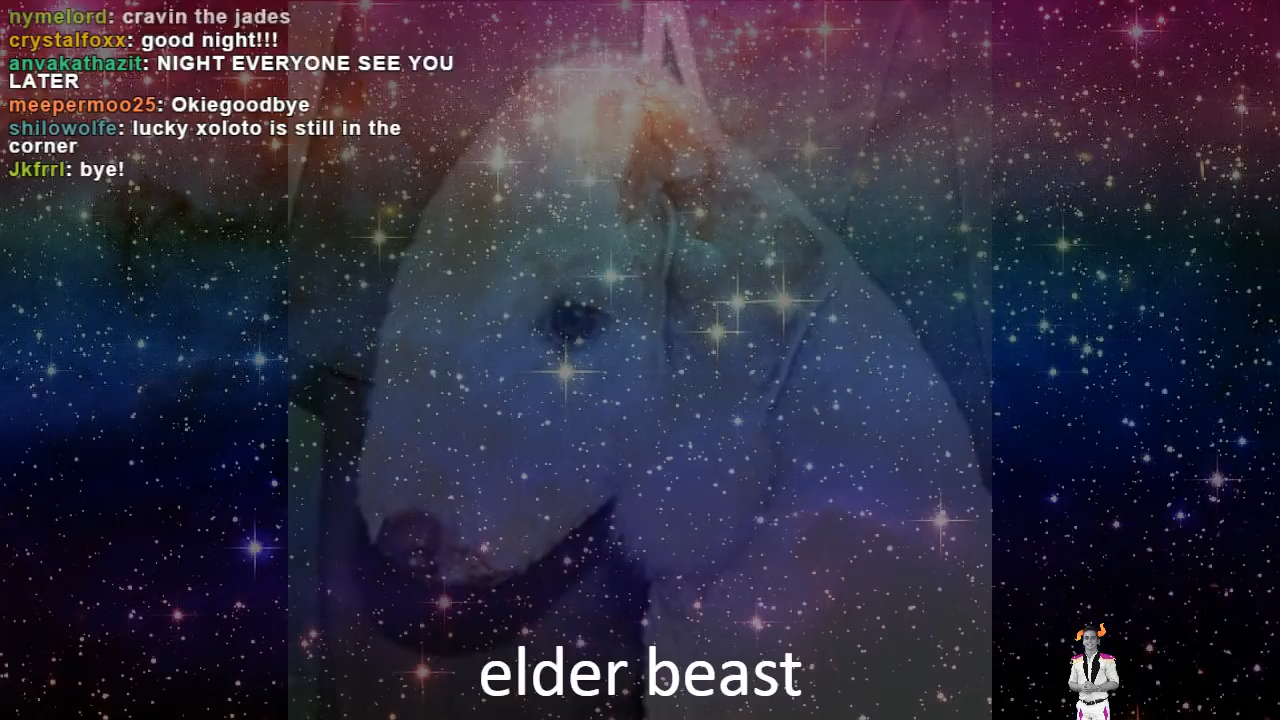 nymelord: cravin the jades
crystalfoxx: good night!!!
anvakathazit: NIGHT EVERYONE SEE YOU
LATER
meepermoo25: Okiegoodbye
shilowolfe: lucky xoloto is still in the
corner
Jkfrrl: bye!
elder beast